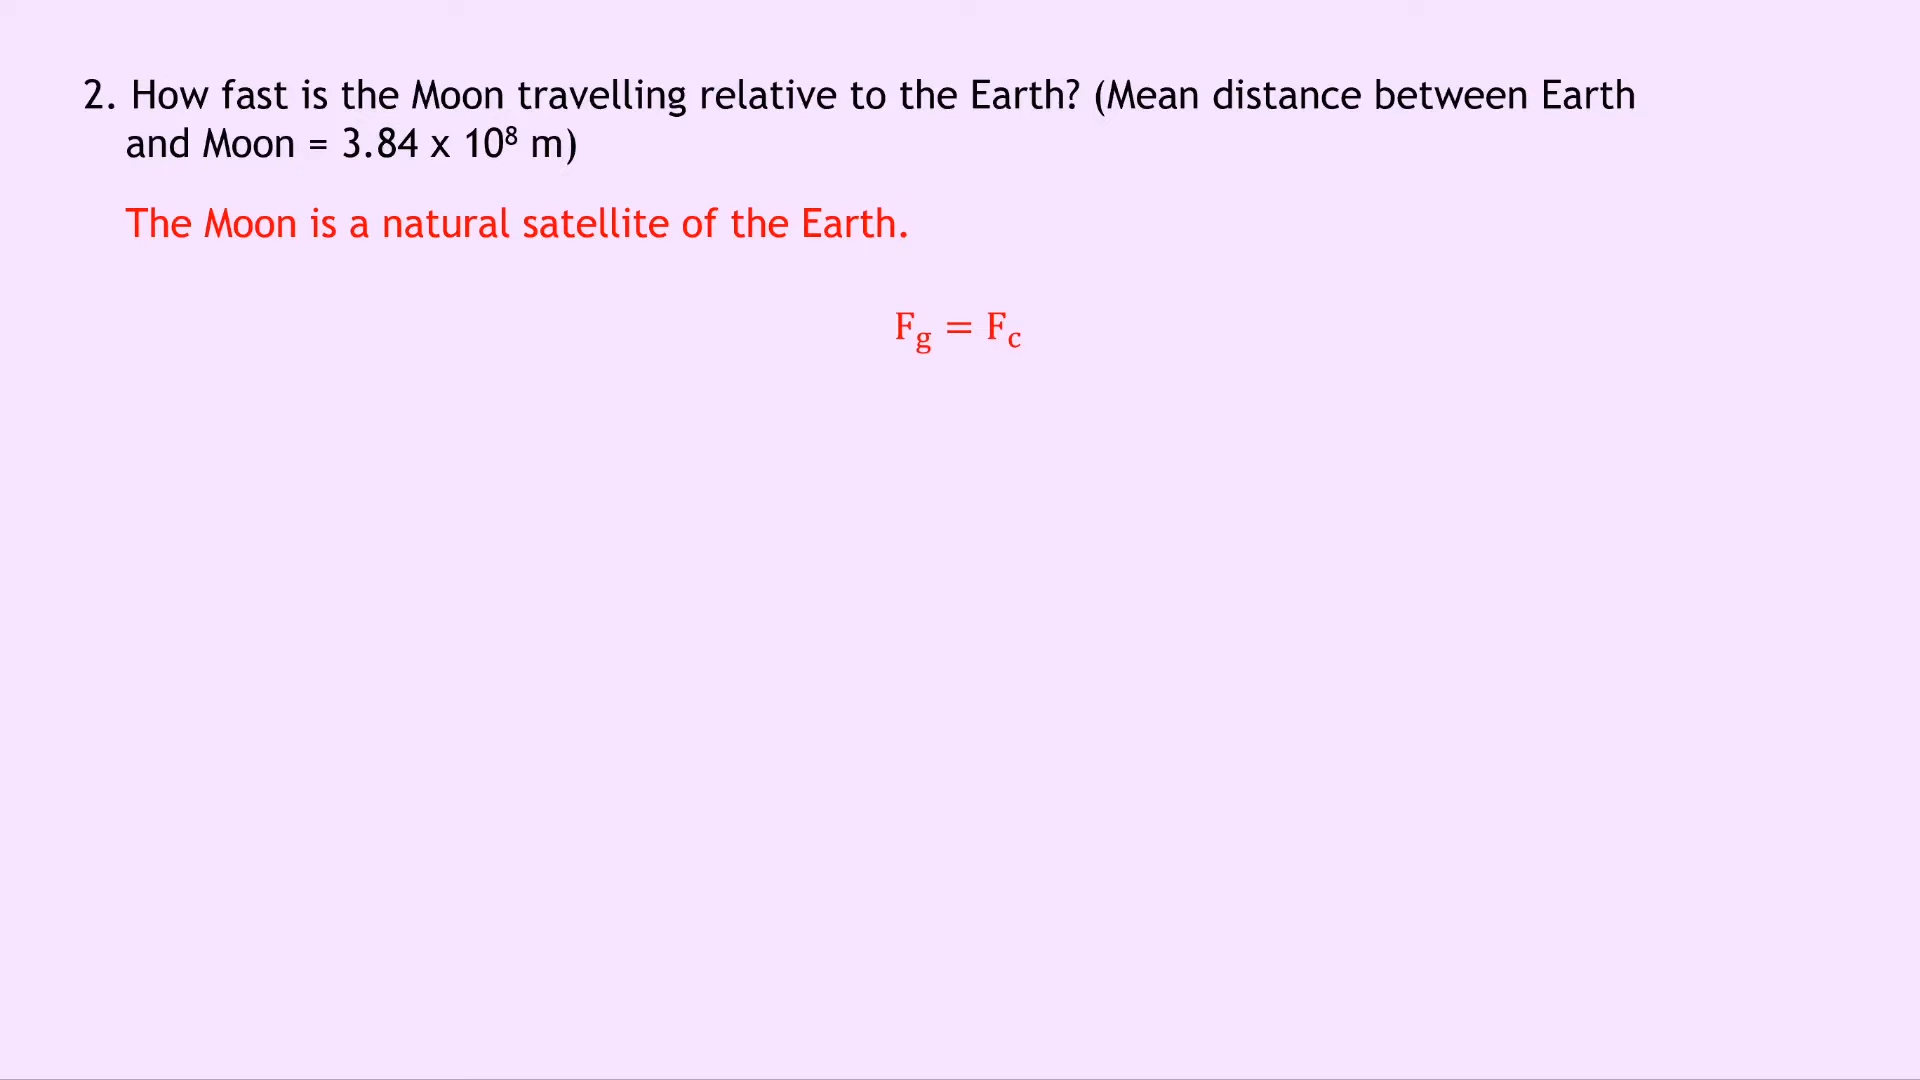 2. How fast is the Moon travelling relative to the Earth? (Mean distance between Earth
and Moon = 3.84 x 10⁸ m)
The Moon is a natural satellite of the Earth.
F_g = F_c